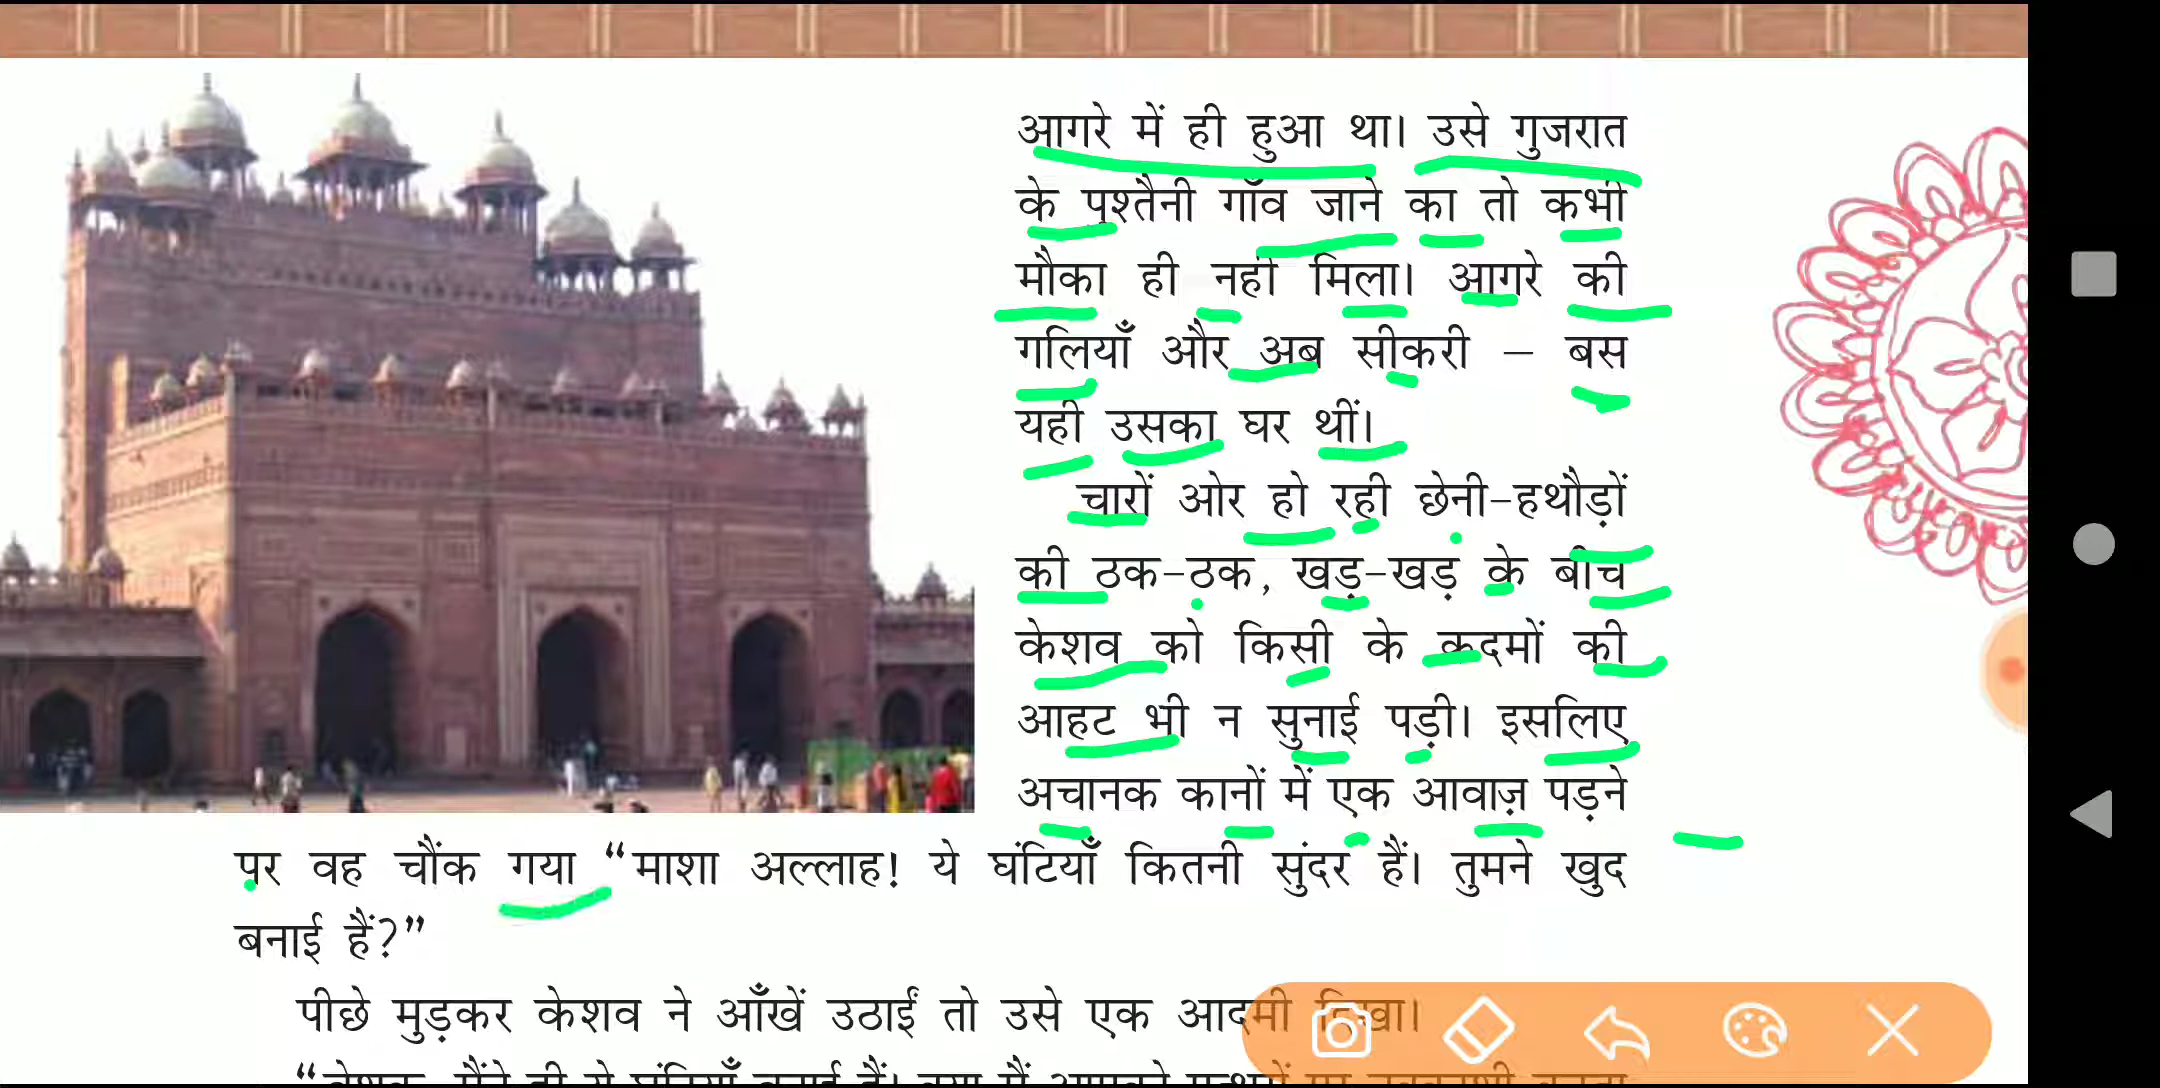 आगरे में ही हुआ था। उसे गुजरात
के पुश्तैनी गाँव जाने का तो कभी
मौका ही नहीं मिला। आगरे की
गलियाँ और अब सीकरी – बस
यही उसका घर थीं।
चारों ओर हो रही छेनी-हथौड़ों
की ठक-ठक, खड़-खड़ के बीच
केशव को किसी के कदमों की
आहट भी न सुनाई पड़ी। इसलिए
अचानक कानों में एक आवाज़ पड़ने
पर वह चौंक गया “माशा अल्लाह! ये घंटियाँ कितनी सुंदर हैं। तुमने खुद
बनाई हैं?”
पीछे मुड़कर केशव ने आँखें उठाईं तो उसे एक आदमी दिखा।